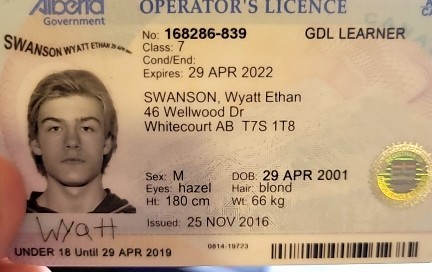 Alberta
Government
OPERATOR'S LICENCE
SWANSON WYATT ETHAN
No: 168286-839
GDL LEARNER
Class: 7
Cond/End:
Expires: 29 APR 2022
SWANSON, Wyatt Ethan
46 Wellwood Dr
Whitecourt AB T7S 1T8
Sex: M
DOB: 29 APR 2001
Eyes: hazel
Hair: blond
Ht: 180 cm
Wt: 66 kg
Wyatt
Issued: 25 NOV 2016
UNDER 18 Until 29 APR 2019
0814-19723